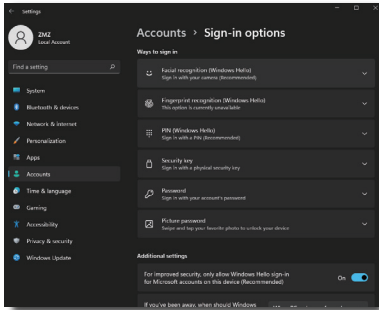 Settings
ZMZ
Local Account
Find a setting
System
Bluetooth & devices
Network & internet
Personalization
Apps
Accounts
Time & language
Gaming
Accessibility
Privacy & security
Windows Update
Accounts > Sign-in options
Ways to sign in
Facial recognition (Windows Hello)
Sign in with your camera (Recommended)
Fingerprint recognition (Windows Hello)
This option is currently unavailable
PIN (Windows Hello)
Sign in with a PIN (Recommended)
Security key
Sign in with a physical security key
Password
Sign in with your account's password
Picture password
Swipe and tap your favorite photo to unlock your device
Additional settings
For improved security, only allow Windows Hello sign-in
for Microsoft accounts on this device (Recommended)
On
If you've been away, when should Windows